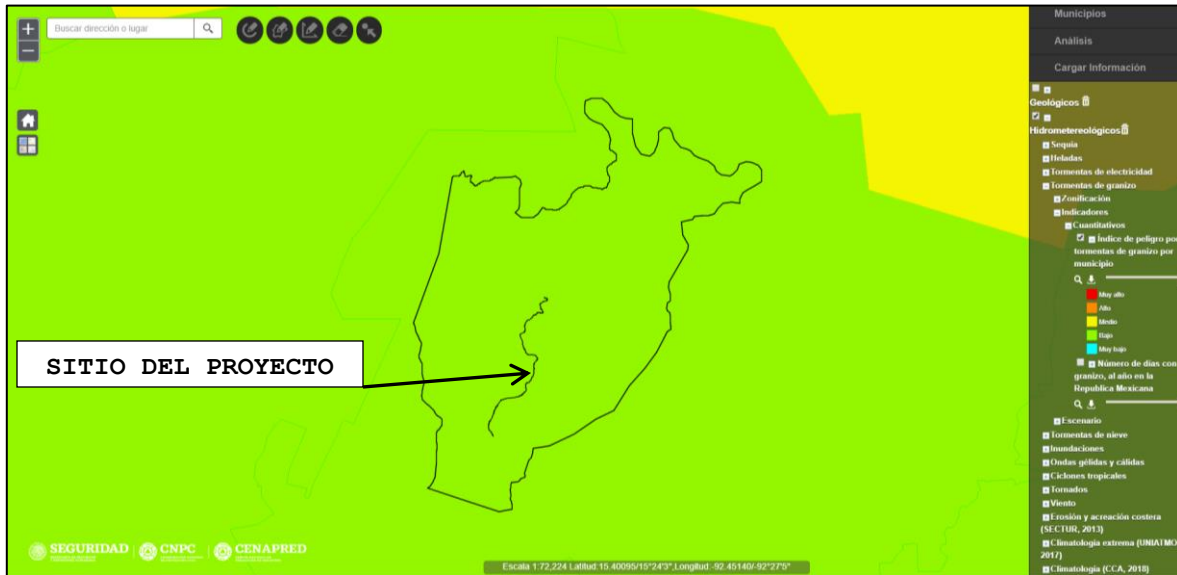 Buscar dirección o lugar
SITIO DEL PROYECTO
SEGURIDAD
CNPC
CENAPRED
Escala 1:72,224 Latitud:15.40095/15°24'3",Longitud:-92.45140/-92°27'5"
Municipios
Análisis
Cargar Información
Geológicos
Hidrometereológicos
Sequía
Heladas
Tormentas de electricidad
Tormentas de granizo
Zonificación
Indicadores
Cuantitativos
Índice de peligro por
tormentas de granizo por
municipio
Muy alto
Alto
Medio
Bajo
Muy bajo
Número de días con
granizo, al año en la
Republica Mexicana
Escenario
Tormentas de nieve
Inundaciones
Ondas gélidas y cálidas
Ciclones tropicales
Tornados
Viento
Erosión y acreación costera
(SECTUR, 2013)
Climatología extrema (UNIATMO
2017)
Climatología (CCA, 2018)